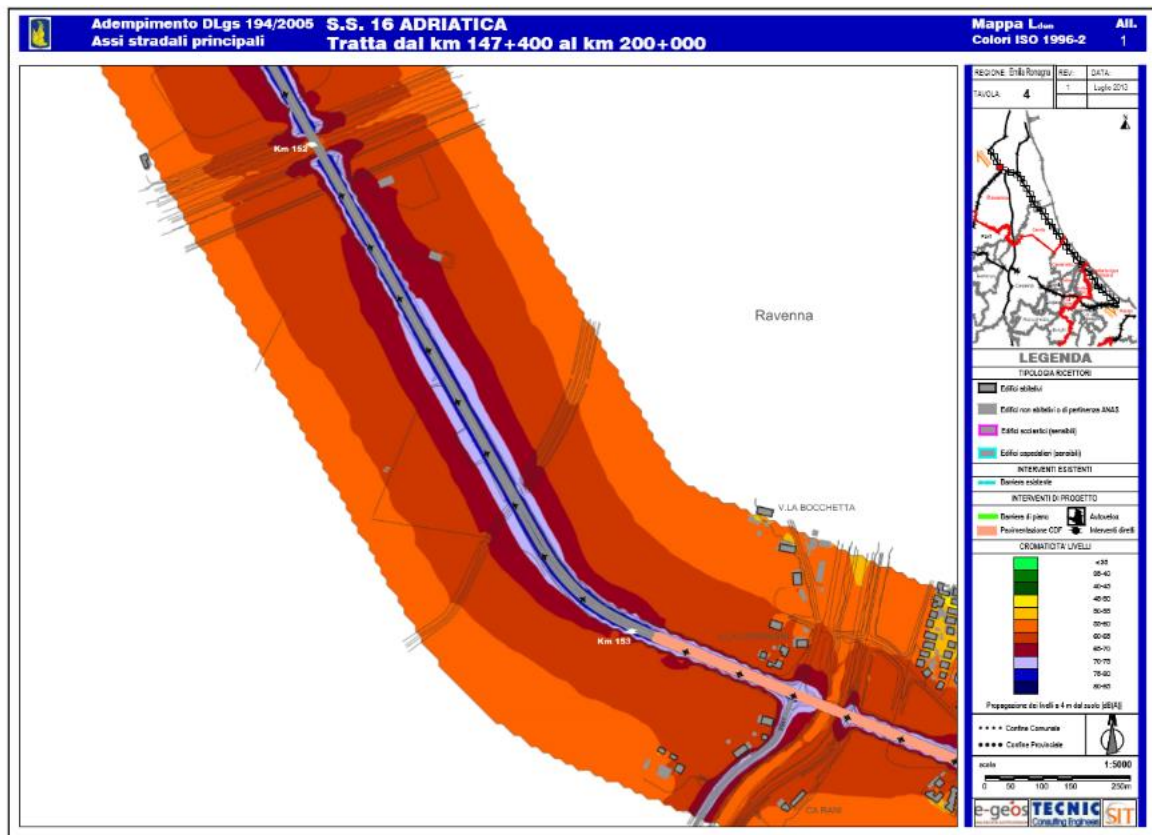 Adempimento DLgs 194/2005
Assi stradali principali
S.S. 16 ADRIATICA
Tratta dal km 147+400 al km 200+000
Mappa Lden
Colori ISO 1996-2
All.
1
REGIONE: Emilia Romagna
REV.:
DATA:
TAVOLA:
4
1
Luglio 2013
Km 152
Ravenna
V.LA BOCCHETTA
Km 153
CA' RANI
N
LEGENDA
TIPOLOGIA RICETTORI
Edifici abitativi
Edifici non abitativi o di pertinenza ANAS
Edifici scolastici (sensibili)
Edifici ospedalieri (sensibili)
INTERVENTI ESISTENTI
Barriere esistente
INTERVENTI DI PROGETTO
Barriere di piano
Autovelox
Pavimentazione CDF
Interventi diretti
CROMATICITA' LIVELLI
<35
35-40
40-45
45-50
50-55
55-60
60-65
65-70
70-75
75-80
80-85
Propagazione dei livelli a 4 m dal suolo [dB(A)]
Confine Comunale
Confine Provinciale
scala
1:5000
0 50 100 150 250m
e-geos
TECNIC
Consulting Engineers
SIT